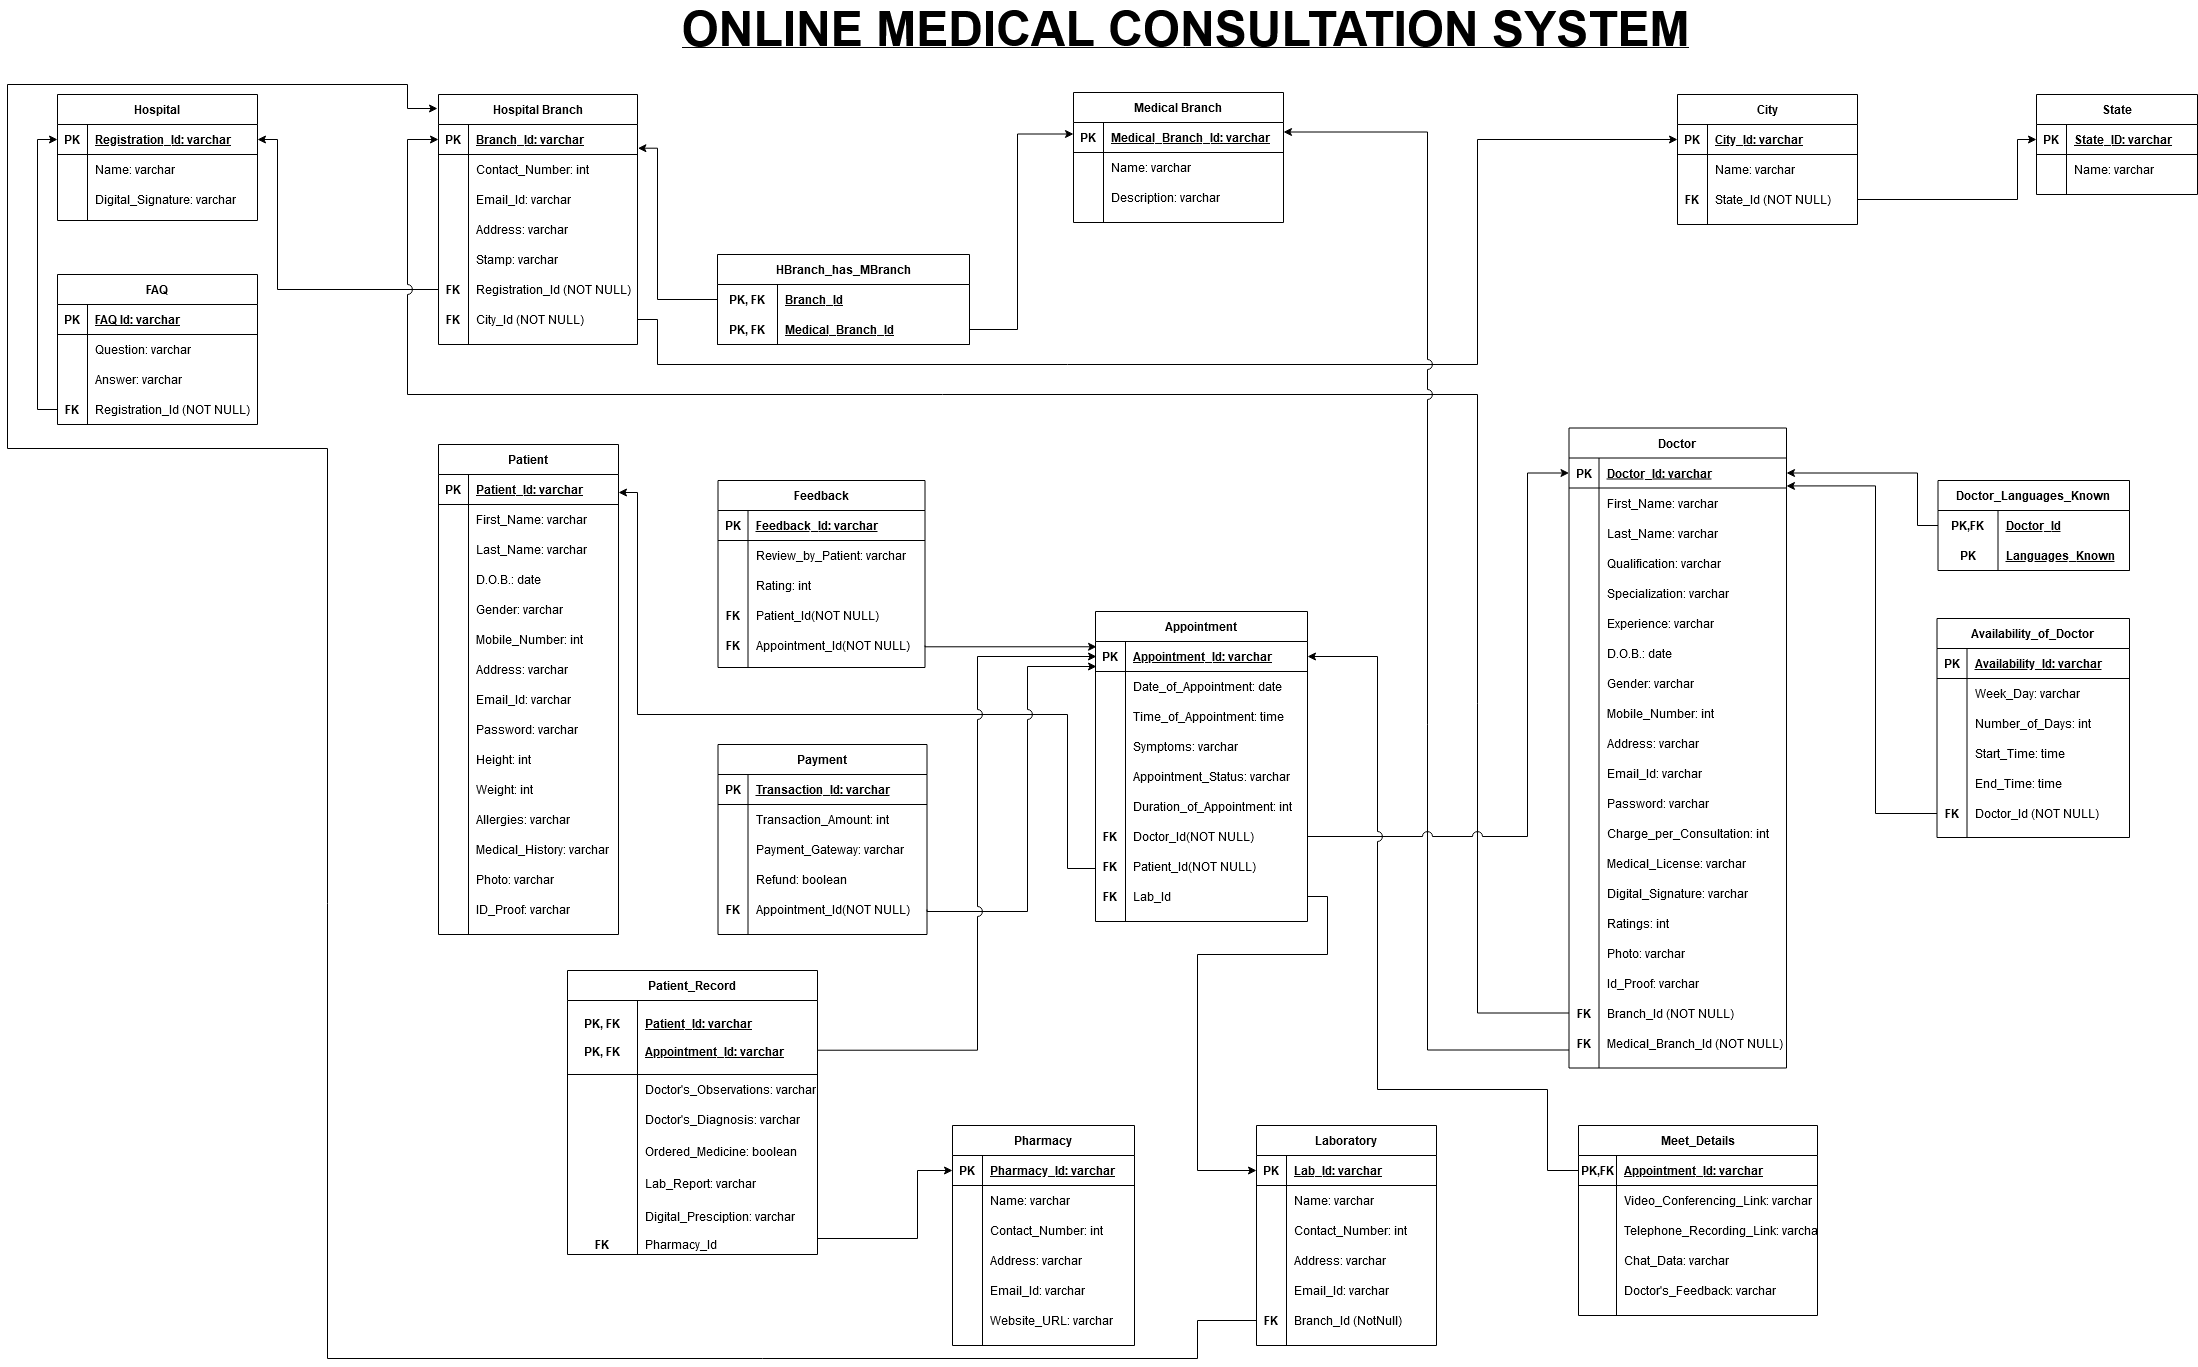 ONLINE MEDICAL CONSULTATION SYSTEM
Hospital
PK Registration_Id: varchar
Name: varchar
Digital_Signature: varchar
Hospital Branch
PK Branch_Id: varchar
Contact_Number: int
Email_Id: varchar
Address: varchar
Stamp: varchar
FK Registration_Id (NOT NULL)
FK City_Id (NOT NULL)
Medical Branch
PK Medical_Branch_Id: varchar
Name: varchar
Description: varchar
City
PK City_Id: varchar
Name: varchar
FK State_Id (NOT NULL)
State
PK State_ID: varchar
Name: varchar
FAQ
PK FAQ Id: varchar
Question: varchar
Answer: varchar
FK Registration_Id (NOT NULL)
HBranch_has_MBranch
PK, FK Branch_Id
PK, FK Medical_Branch_Id
Patient
PK Patient_Id: varchar
First_Name: varchar
Last_Name: varchar
D.O.B.: date
Gender: varchar
Mobile_Number: int
Address: varchar
Email_Id: varchar
Password: varchar
Height: int
Weight: int
Allergies: varchar
Medical_History: varchar
Photo: varchar
ID_Proof: varchar
Feedback
PK Feedback_Id: varchar
Review_by_Patient: varchar
Rating: int
FK Patient_Id(NOT NULL)
FK Appointment_Id(NOT NULL)
Payment
PK Transaction_Id: varchar
Transaction_Amount: int
Payment_Gateway: varchar
Refund: boolean
FK Appointment_Id(NOT NULL)
Appointment
PK Appointment_Id: varchar
Date_of_Appointment: date
Time_of_Appointment: time
Symptoms: varchar
Appointment_Status: varchar
Duration_of_Appointment: int
FK Doctor_Id(NOT NULL)
FK Patient_Id(NOT NULL)
FK Lab_Id
Doctor
PK Doctor_Id: varchar
First_Name: varchar
Last_Name: varchar
Qualification: varchar
Specialization: varchar
Experience: varchar
D.O.B.: date
Gender: varchar
Mobile_Number: int
Address: varchar
Email_Id: varchar
Password: varchar
Charge_per_Consultation: int
Medical_License: varchar
Digital_Signature: varchar
Ratings: int
Photo: varchar
Id_Proof: varchar
FK Branch_Id (NOT NULL)
FK Medical_Branch_Id (NOT NULL)
Doctor_Languages_Known
PK,FK Doctor_Id
PK Languages_Known
Availability_of_Doctor
PK Availability_Id: varchar
Week_Day: varchar
Number_of_Days: int
Start_Time: time
End_Time: time
FK Doctor_Id (NOT NULL)
Patient_Record
PK, FK Patient_Id: varchar
PK, FK Appointment_Id: varchar
Doctor's_Observations: varchar
Doctor's_Diagnosis: varchar
Ordered_Medicine: boolean
Lab_Report: varchar
Digital_Presciption: varchar
FK Pharmacy_Id
Pharmacy
PK Pharmacy_Id: varchar
Name: varchar
Contact_Number: int
Address: varchar
Email_Id: varchar
Website_URL: varchar
Laboratory
PK Lab_Id: varchar
Name: varchar
Contact_Number: int
Address: varchar
Email_Id: varchar
FK Branch_Id (NotNull)
Meet_Details
PK,FK Appointment_Id: varchar
Video_Conferencing_Link: varchar
Telephone_Recording_Link: varcha
Chat_Data: varchar
Doctor's_Feedback: varchar